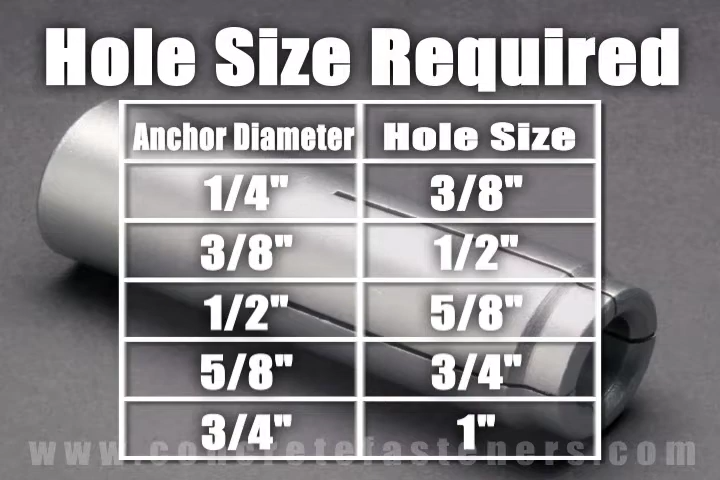 Hole Size Required
Anchor Diameter Hole Size
1/4" 3/8"
3/8" 1/2"
1/2" 5/8"
5/8" 3/4"
3/4" 1"
www.concretefasteners.com